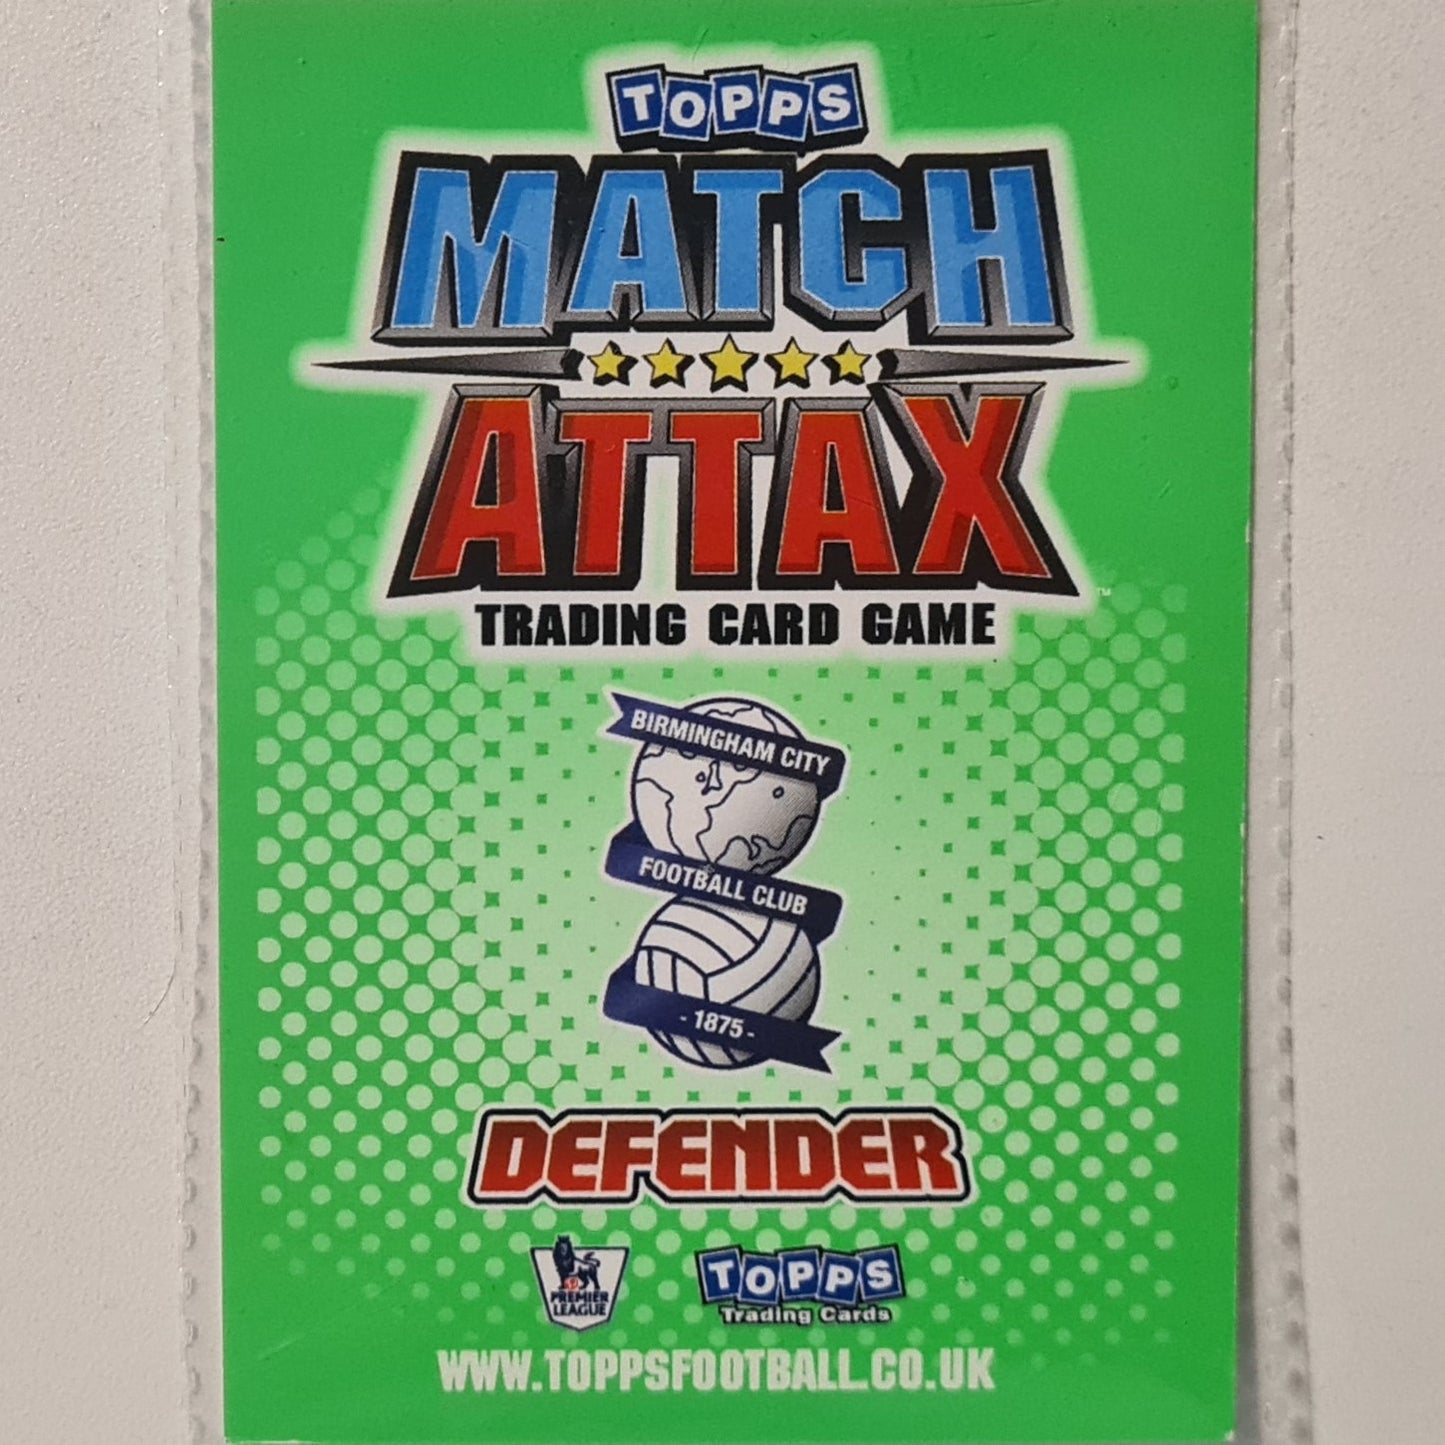 TOPPS
MATCH
ATTAX
TM
TRADING CARD GAME
BIRMINGHAM CITY
FOOTBALL CLUB
- 1875 -
DEFENDER
PREMIER
LEAGUE
TOPPS
Trading Cards
WWW.TOPPSFOOTBALL.CO.UK